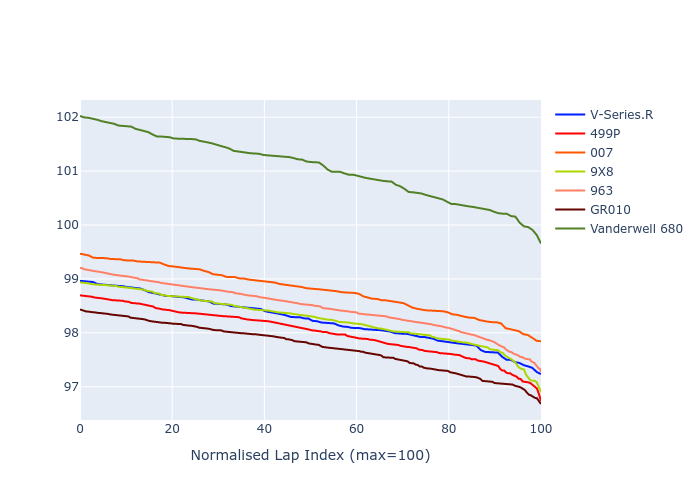 102
101
100
99
98
97
0 20 40 60 80 100
Normalised Lap Index (max=100)
V-Series.R
499P
007
9X8
963
GR010
Vanderwell 680